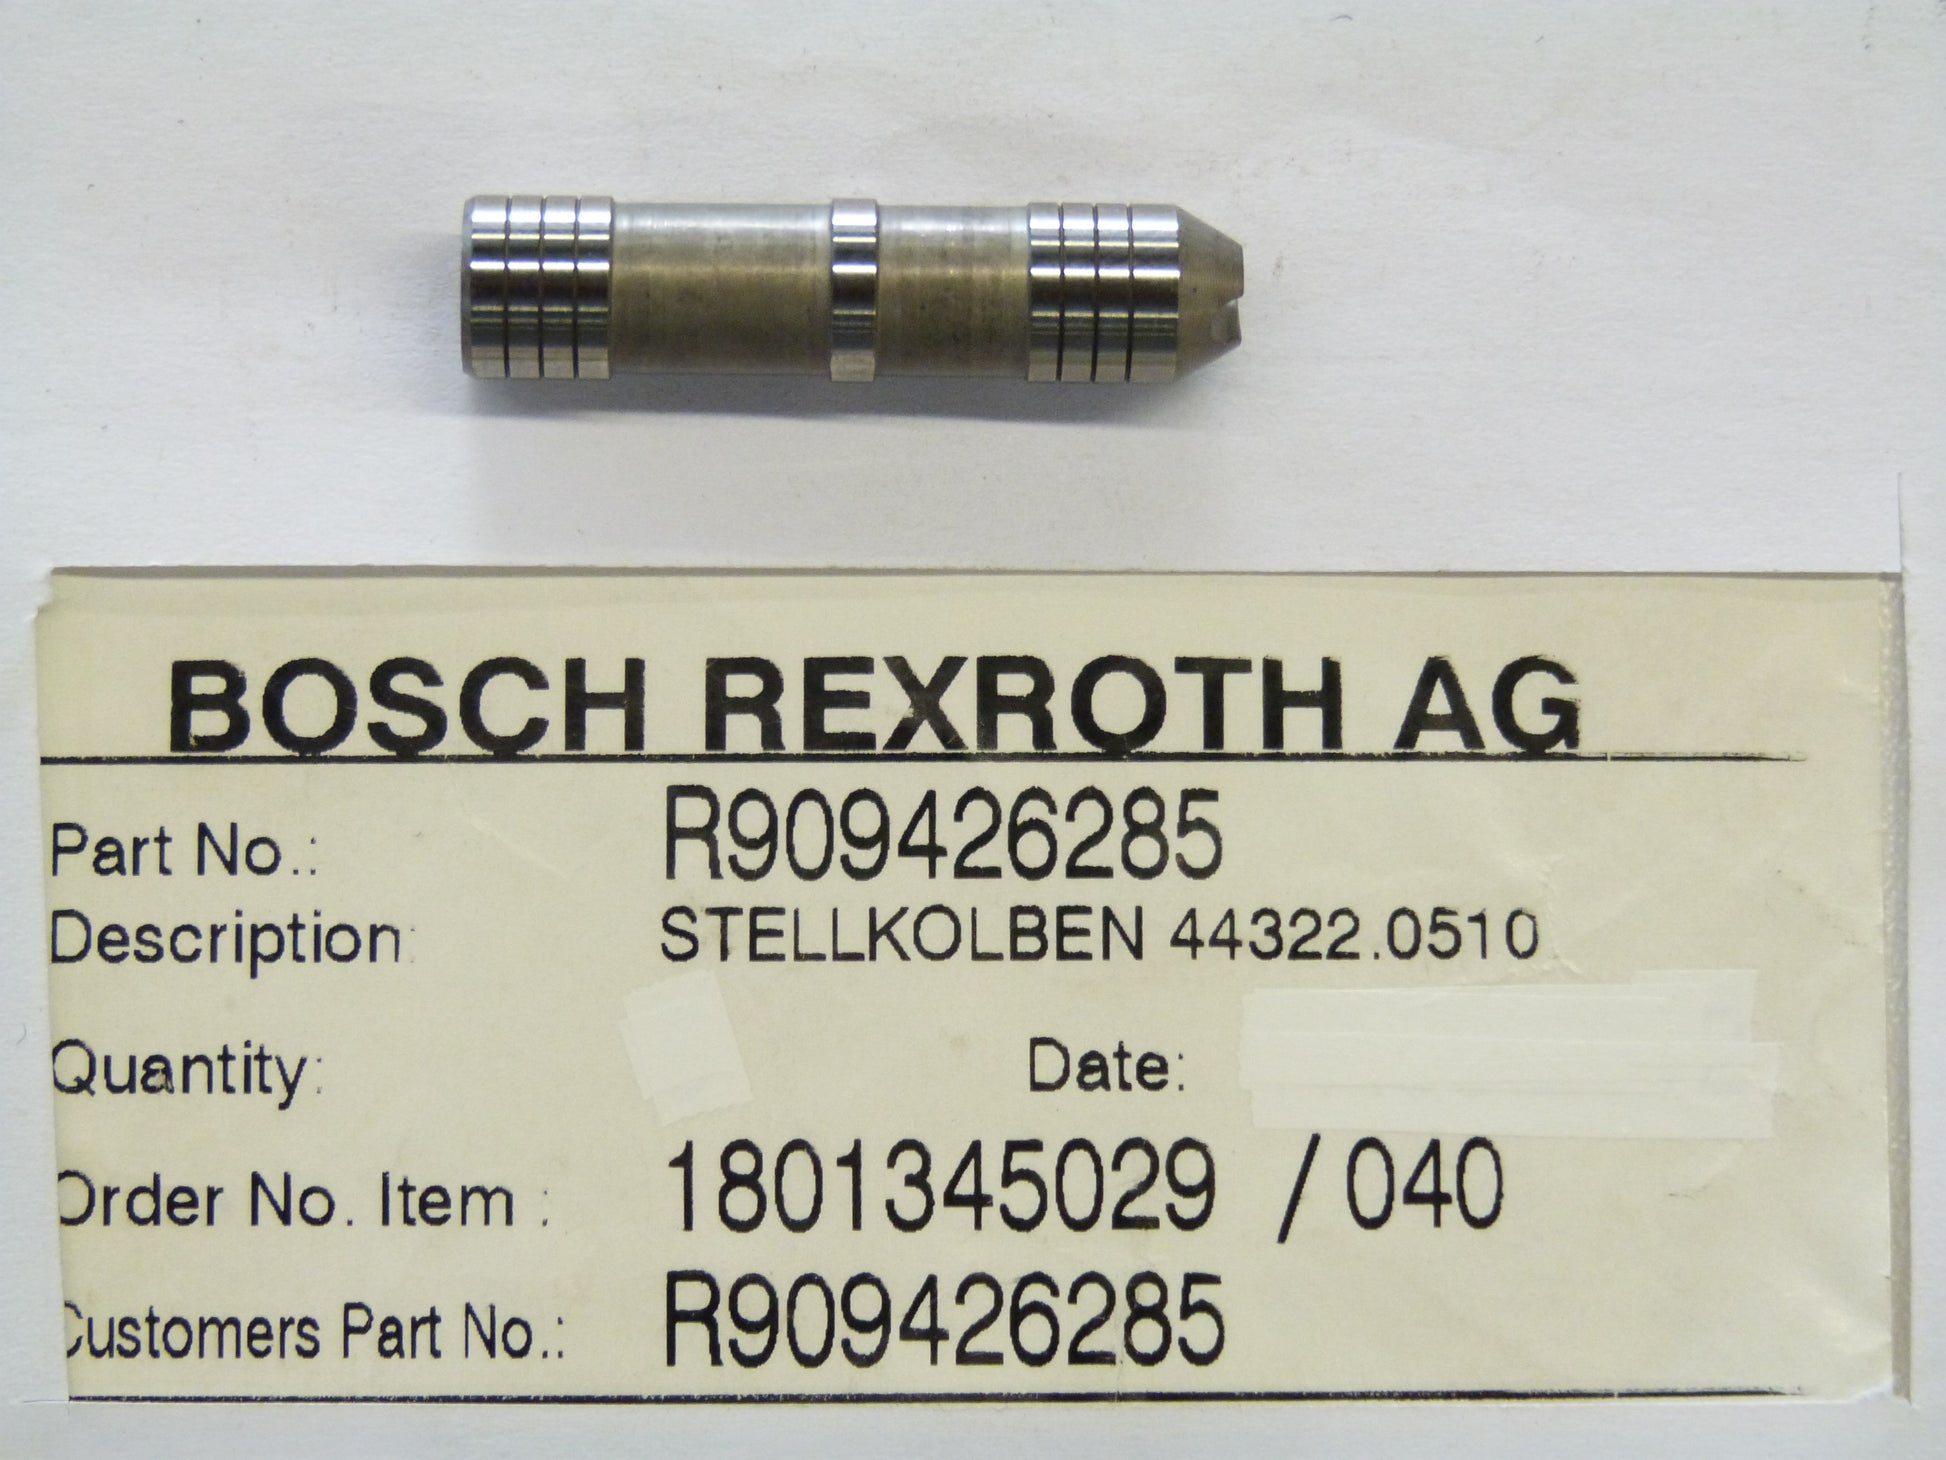 BOSCH REXROTH AG
Part No.: R909426285
Description: STELLKOLBEN 44322.0510
Quantity: Date:
Order No. Item : 1801345029 / 040
Customers Part No.: R909426285